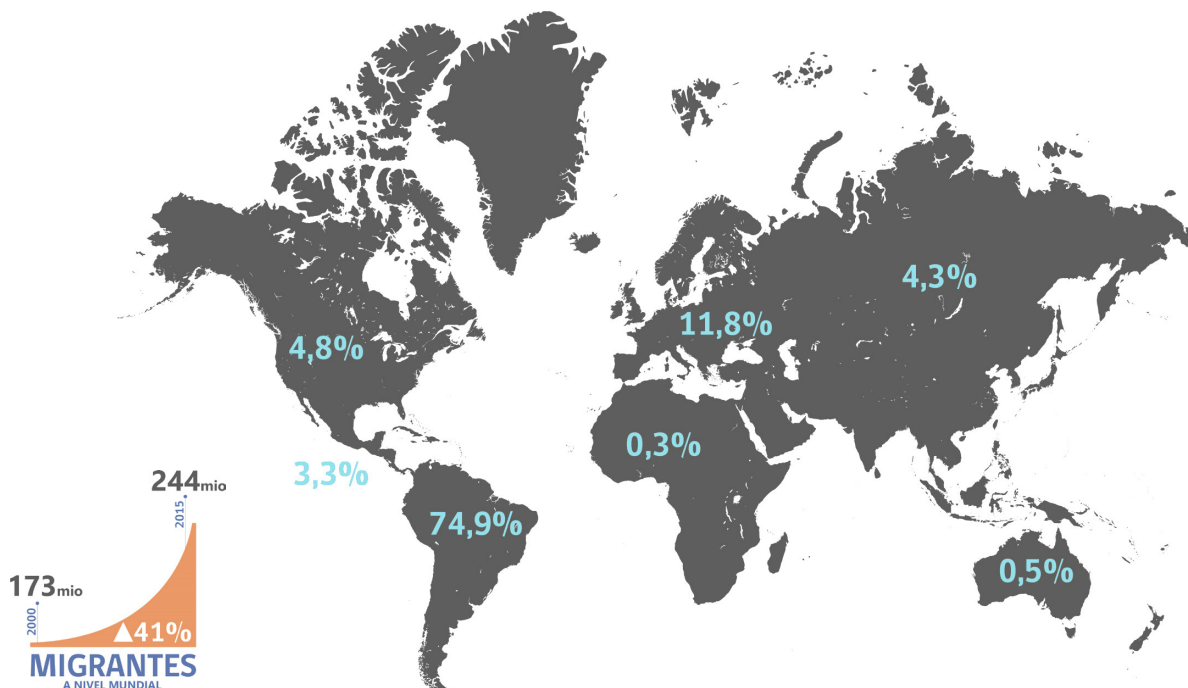 4,3%
11,8%
4,8%
0,3%
3,3%
74,9%
0,5%
244mio
2015
173mio
2000
41%
MIGRANTES
A NIVEL MUNDIAL